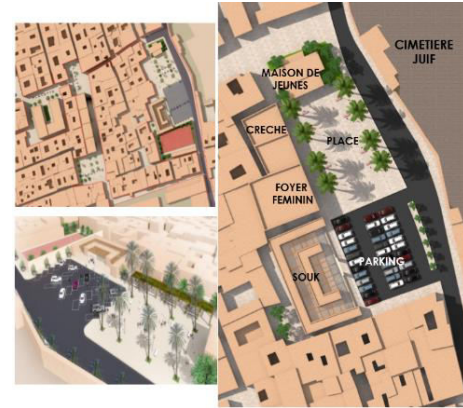 CIMETIERE
JUIF
MAISON DE
JEUNES
CRECHE
PLACE
FOYER
FEMININ
SOUK
PARKING